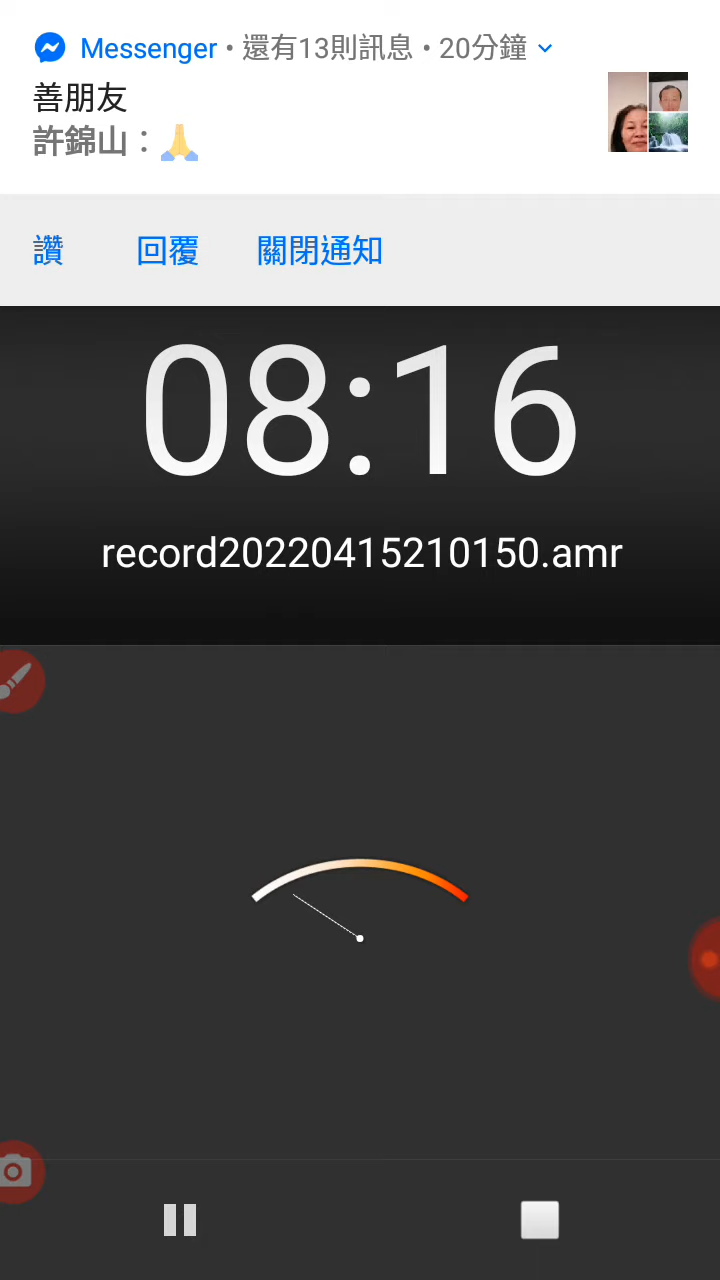 Messenger • 還有13則訊息 • 20分鐘
善朋友
許錦山：🙏
讚 回覆 關閉通知
08:16
record20220415210150.amr